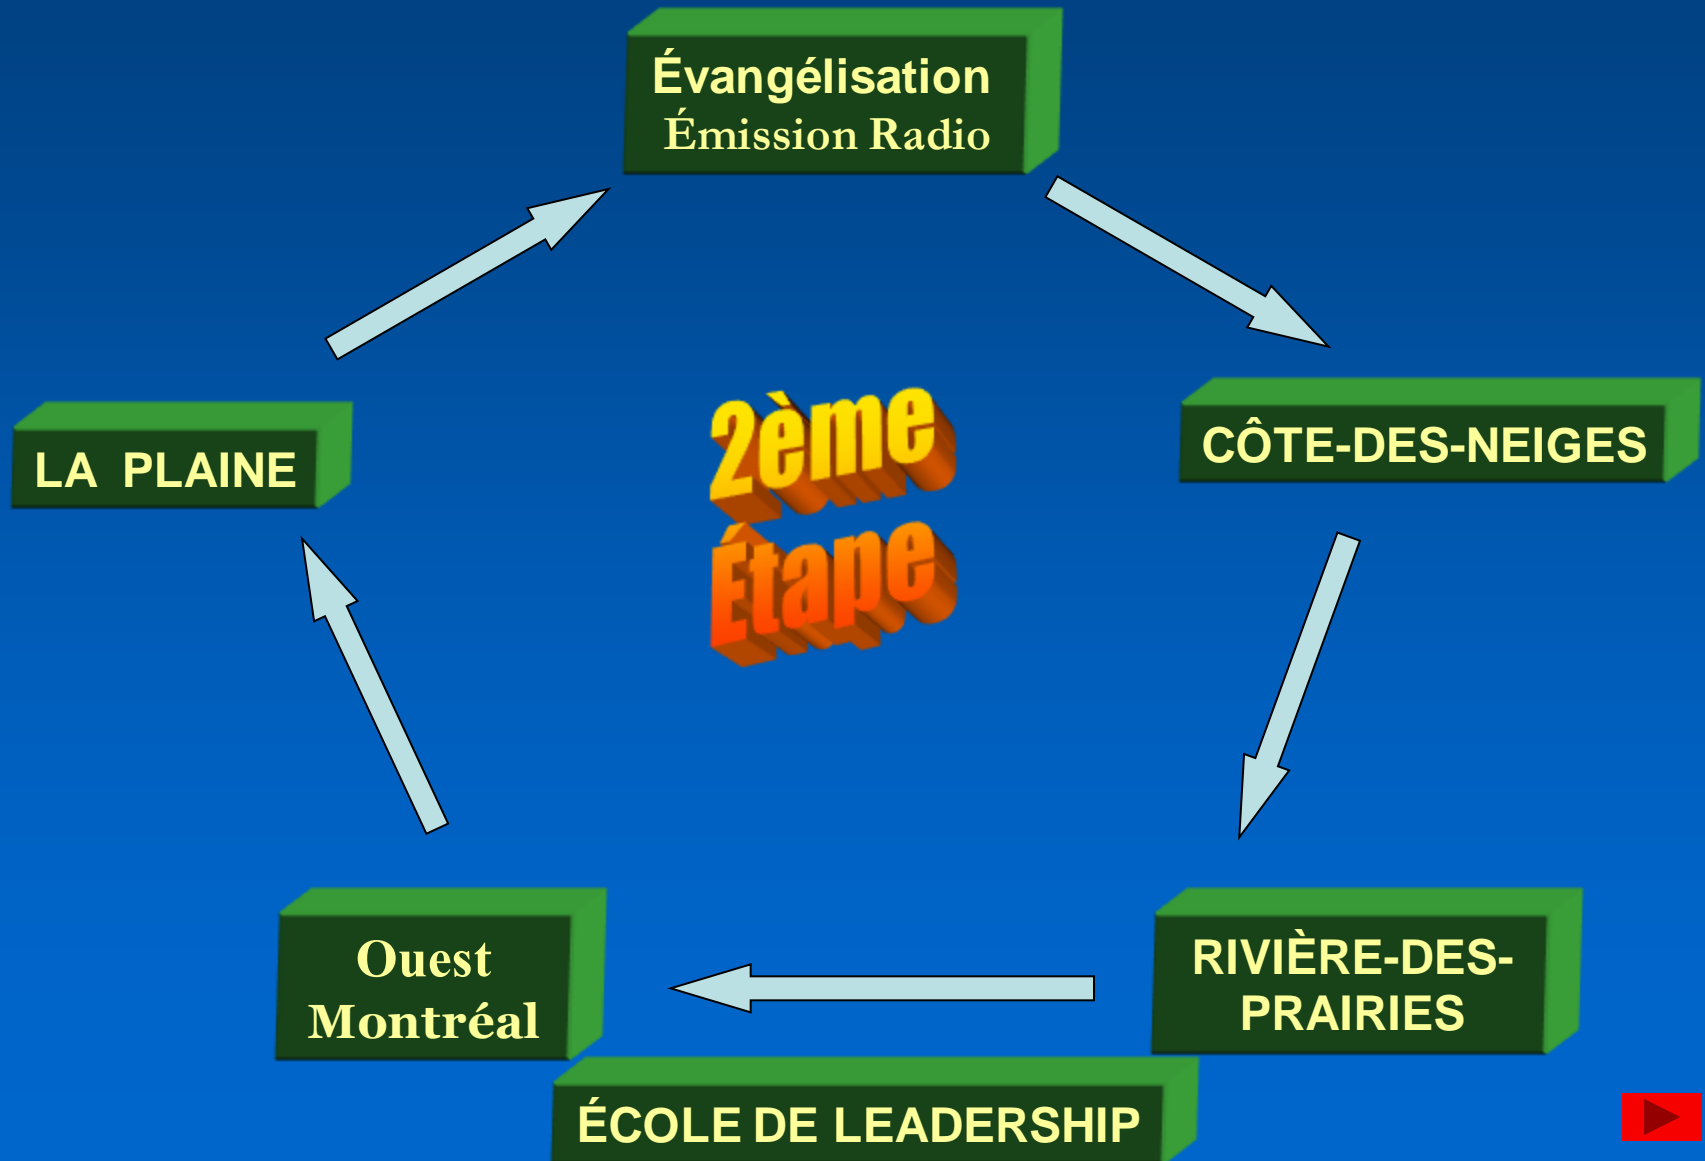 Évangélisation
Émission Radio
LA PLAINE
2ème
Étape
CÔTE-DES-NEIGES
Ouest
Montréal
RIVIÈRE-DES-
PRAIRIES
ÉCOLE DE LEADERSHIP